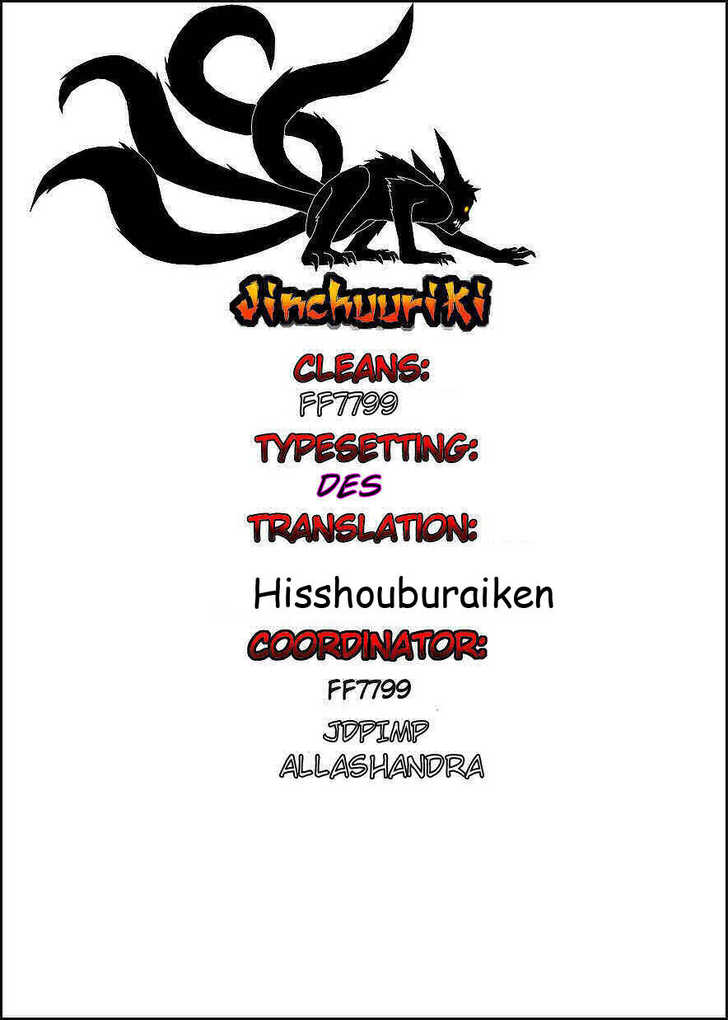 Jinchuuriki
CLEANS:
FF7799
TYPESETTING:
DES
TRANSLATION:
Hisshouburaiken
COORDINATOR:
FF7799
JDPIMP
ALLASHANDRA